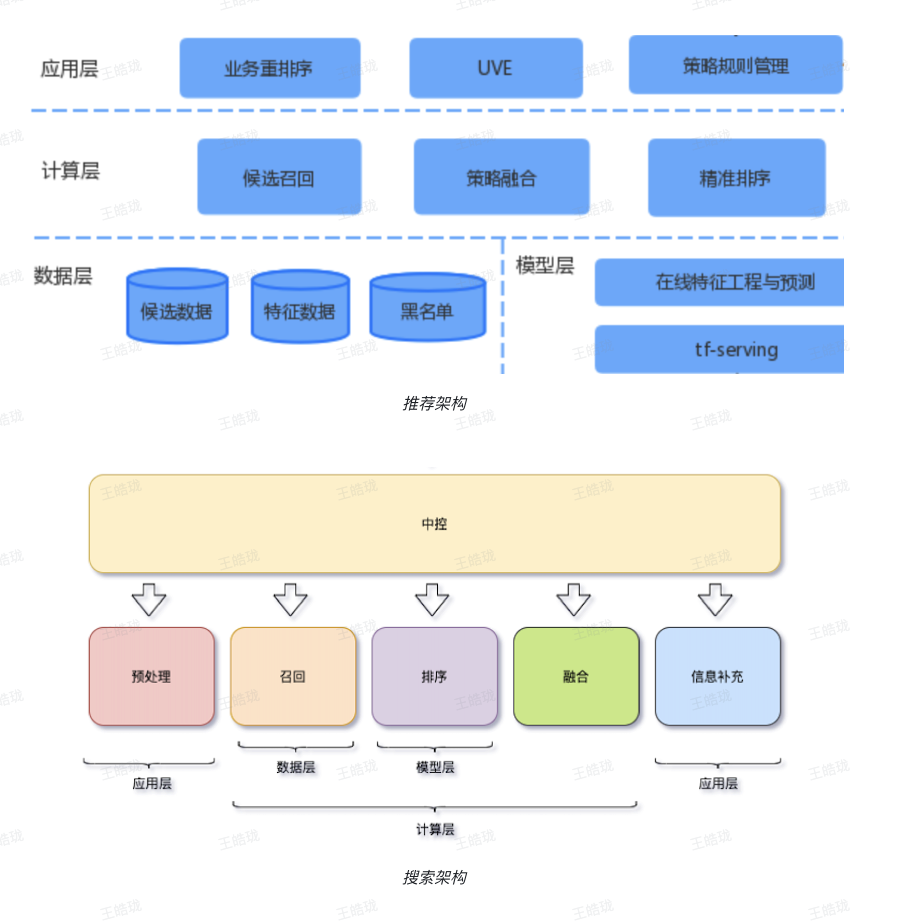 应用层
业务重排序
UVE
策略规则管理
计算层
候选召回
策略融合
精准排序
数据层
候选数据
特征数据
黑名单
模型层
在线特征工程与预测
tf-serving
推荐架构
中控
预处理
召回
排序
融合
信息补充
应用层
数据层
模型层
应用层
计算层
搜索架构
王皓珑